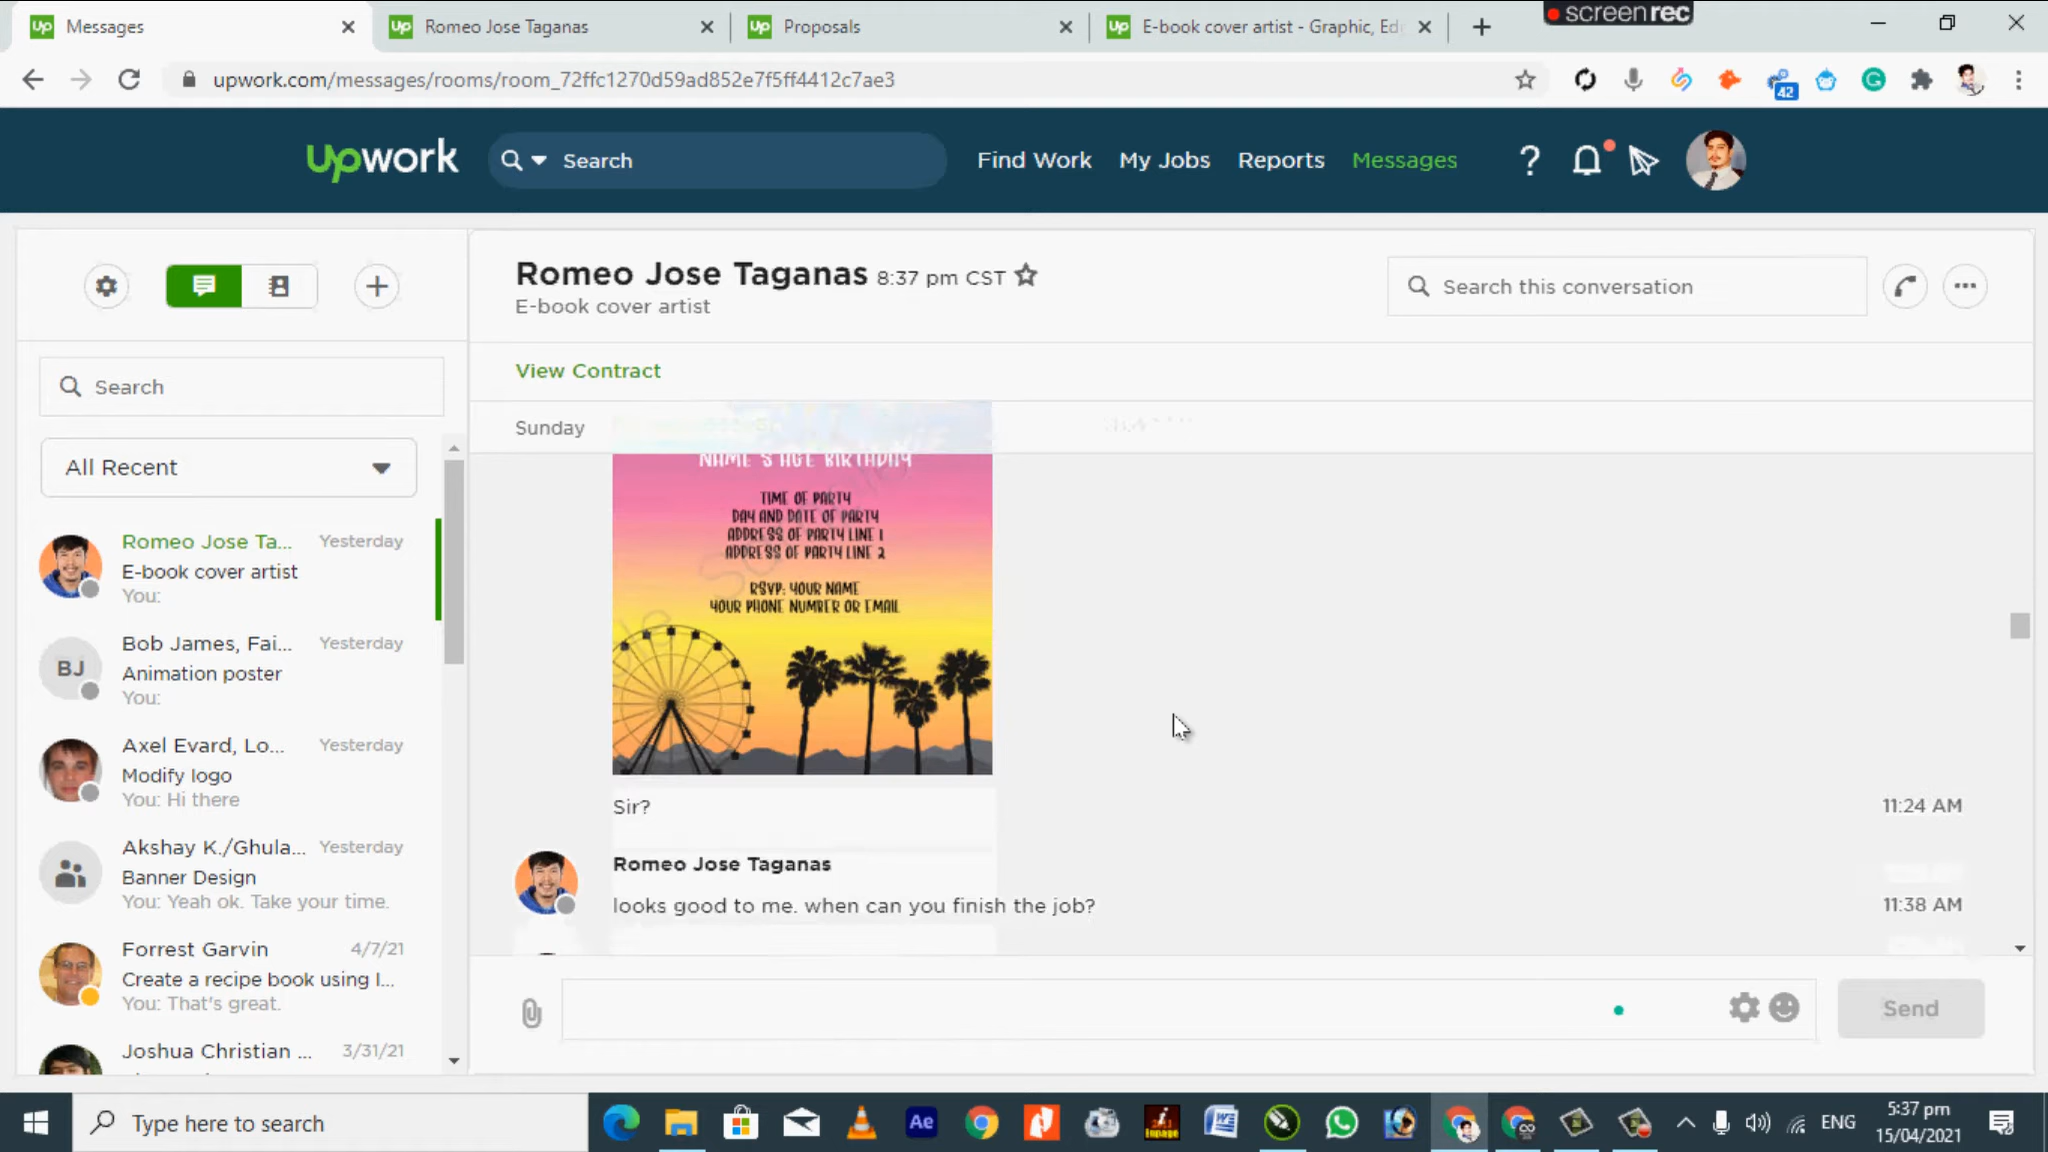 Messages
Romeo Jose Taganas
Proposals
E-book cover artist - Graphic, Ed
screen rec
upwork.com/messages/rooms/room_72ffc1270d59ad852e7f5ff4412c7ae3
42
upwork
Search
Find Work
My Jobs
Reports
Messages
Romeo Jose Taganas 8:37 pm CST
E-book cover artist
Search this conversation
View Contract
Search
Sunday
All Recent
NAME'S AGE BIRTHDAY
TIME OF PARTY
DAY AND DATE OF PARTY
ADDRESS OF PARTY LINE 1
ADDRESS OF PARTY LINE 2
RSVP: YOUR NAME
YOUR PHONE NUMBER OR EMAIL
Romeo Jose Ta... Yesterday
E-book cover artist
You:
BJ
Bob James, Fai... Yesterday
Animation poster
You:
Axel Evard, Lo... Yesterday
Modify logo
You: Hi there
Akshay K./Ghula... Yesterday
Banner Design
You: Yeah ok. Take your time.
Forrest Garvin 4/7/21
Create a recipe book using I...
You: That's great.
Joshua Christian ... 3/31/21
Sir? 11:24 AM
Romeo Jose Taganas
looks good to me. when can you finish the job? 11:38 AM
Send
Type here to search
Ae
ENG
5:37 pm
15/04/2021